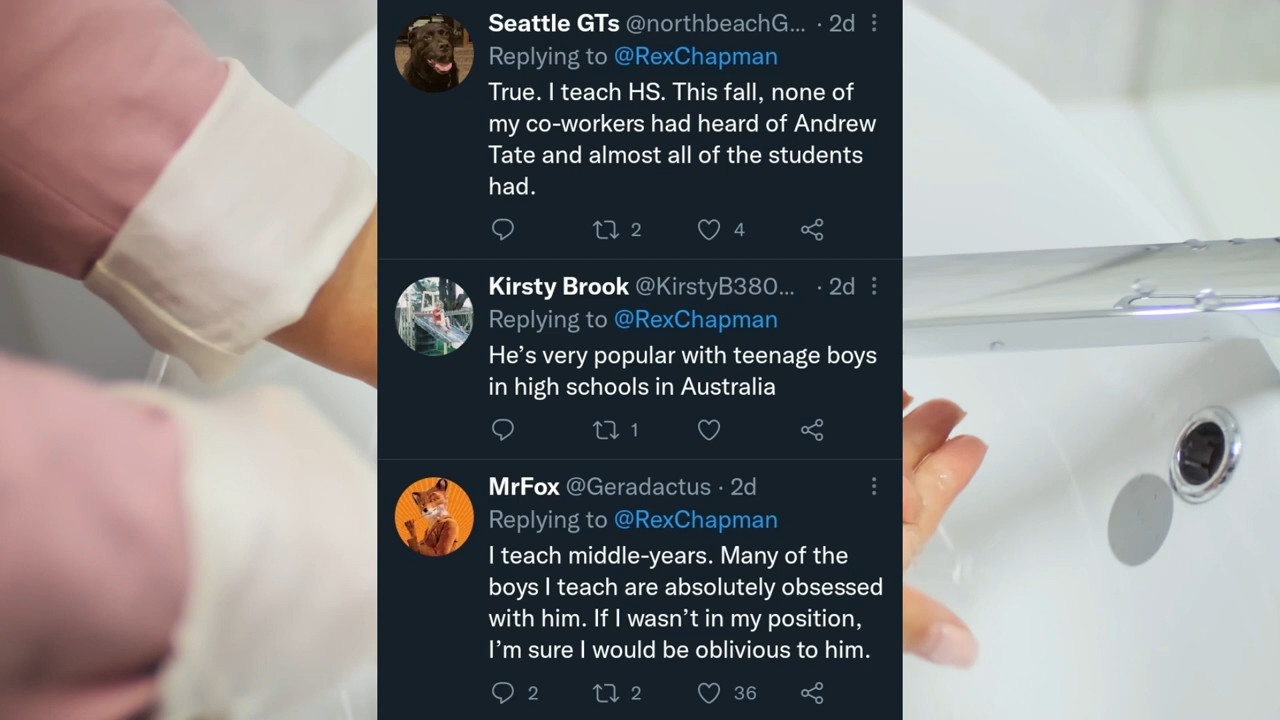 Seattle GTs @northbeachG... · 2d
Replying to @RexChapman
True. I teach HS. This fall, none of
my co-workers had heard of Andrew
Tate and almost all of the students
had.
2 4
Kirsty Brook @KirstyB380... · 2d
Replying to @RexChapman
He's very popular with teenage boys
in high schools in Australia
1
MrFox @Geradactus · 2d
Replying to @RexChapman
I teach middle-years. Many of the
boys I teach are absolutely obsessed
with him. If I wasn't in my position,
I'm sure I would be oblivious to him.
2 2 36